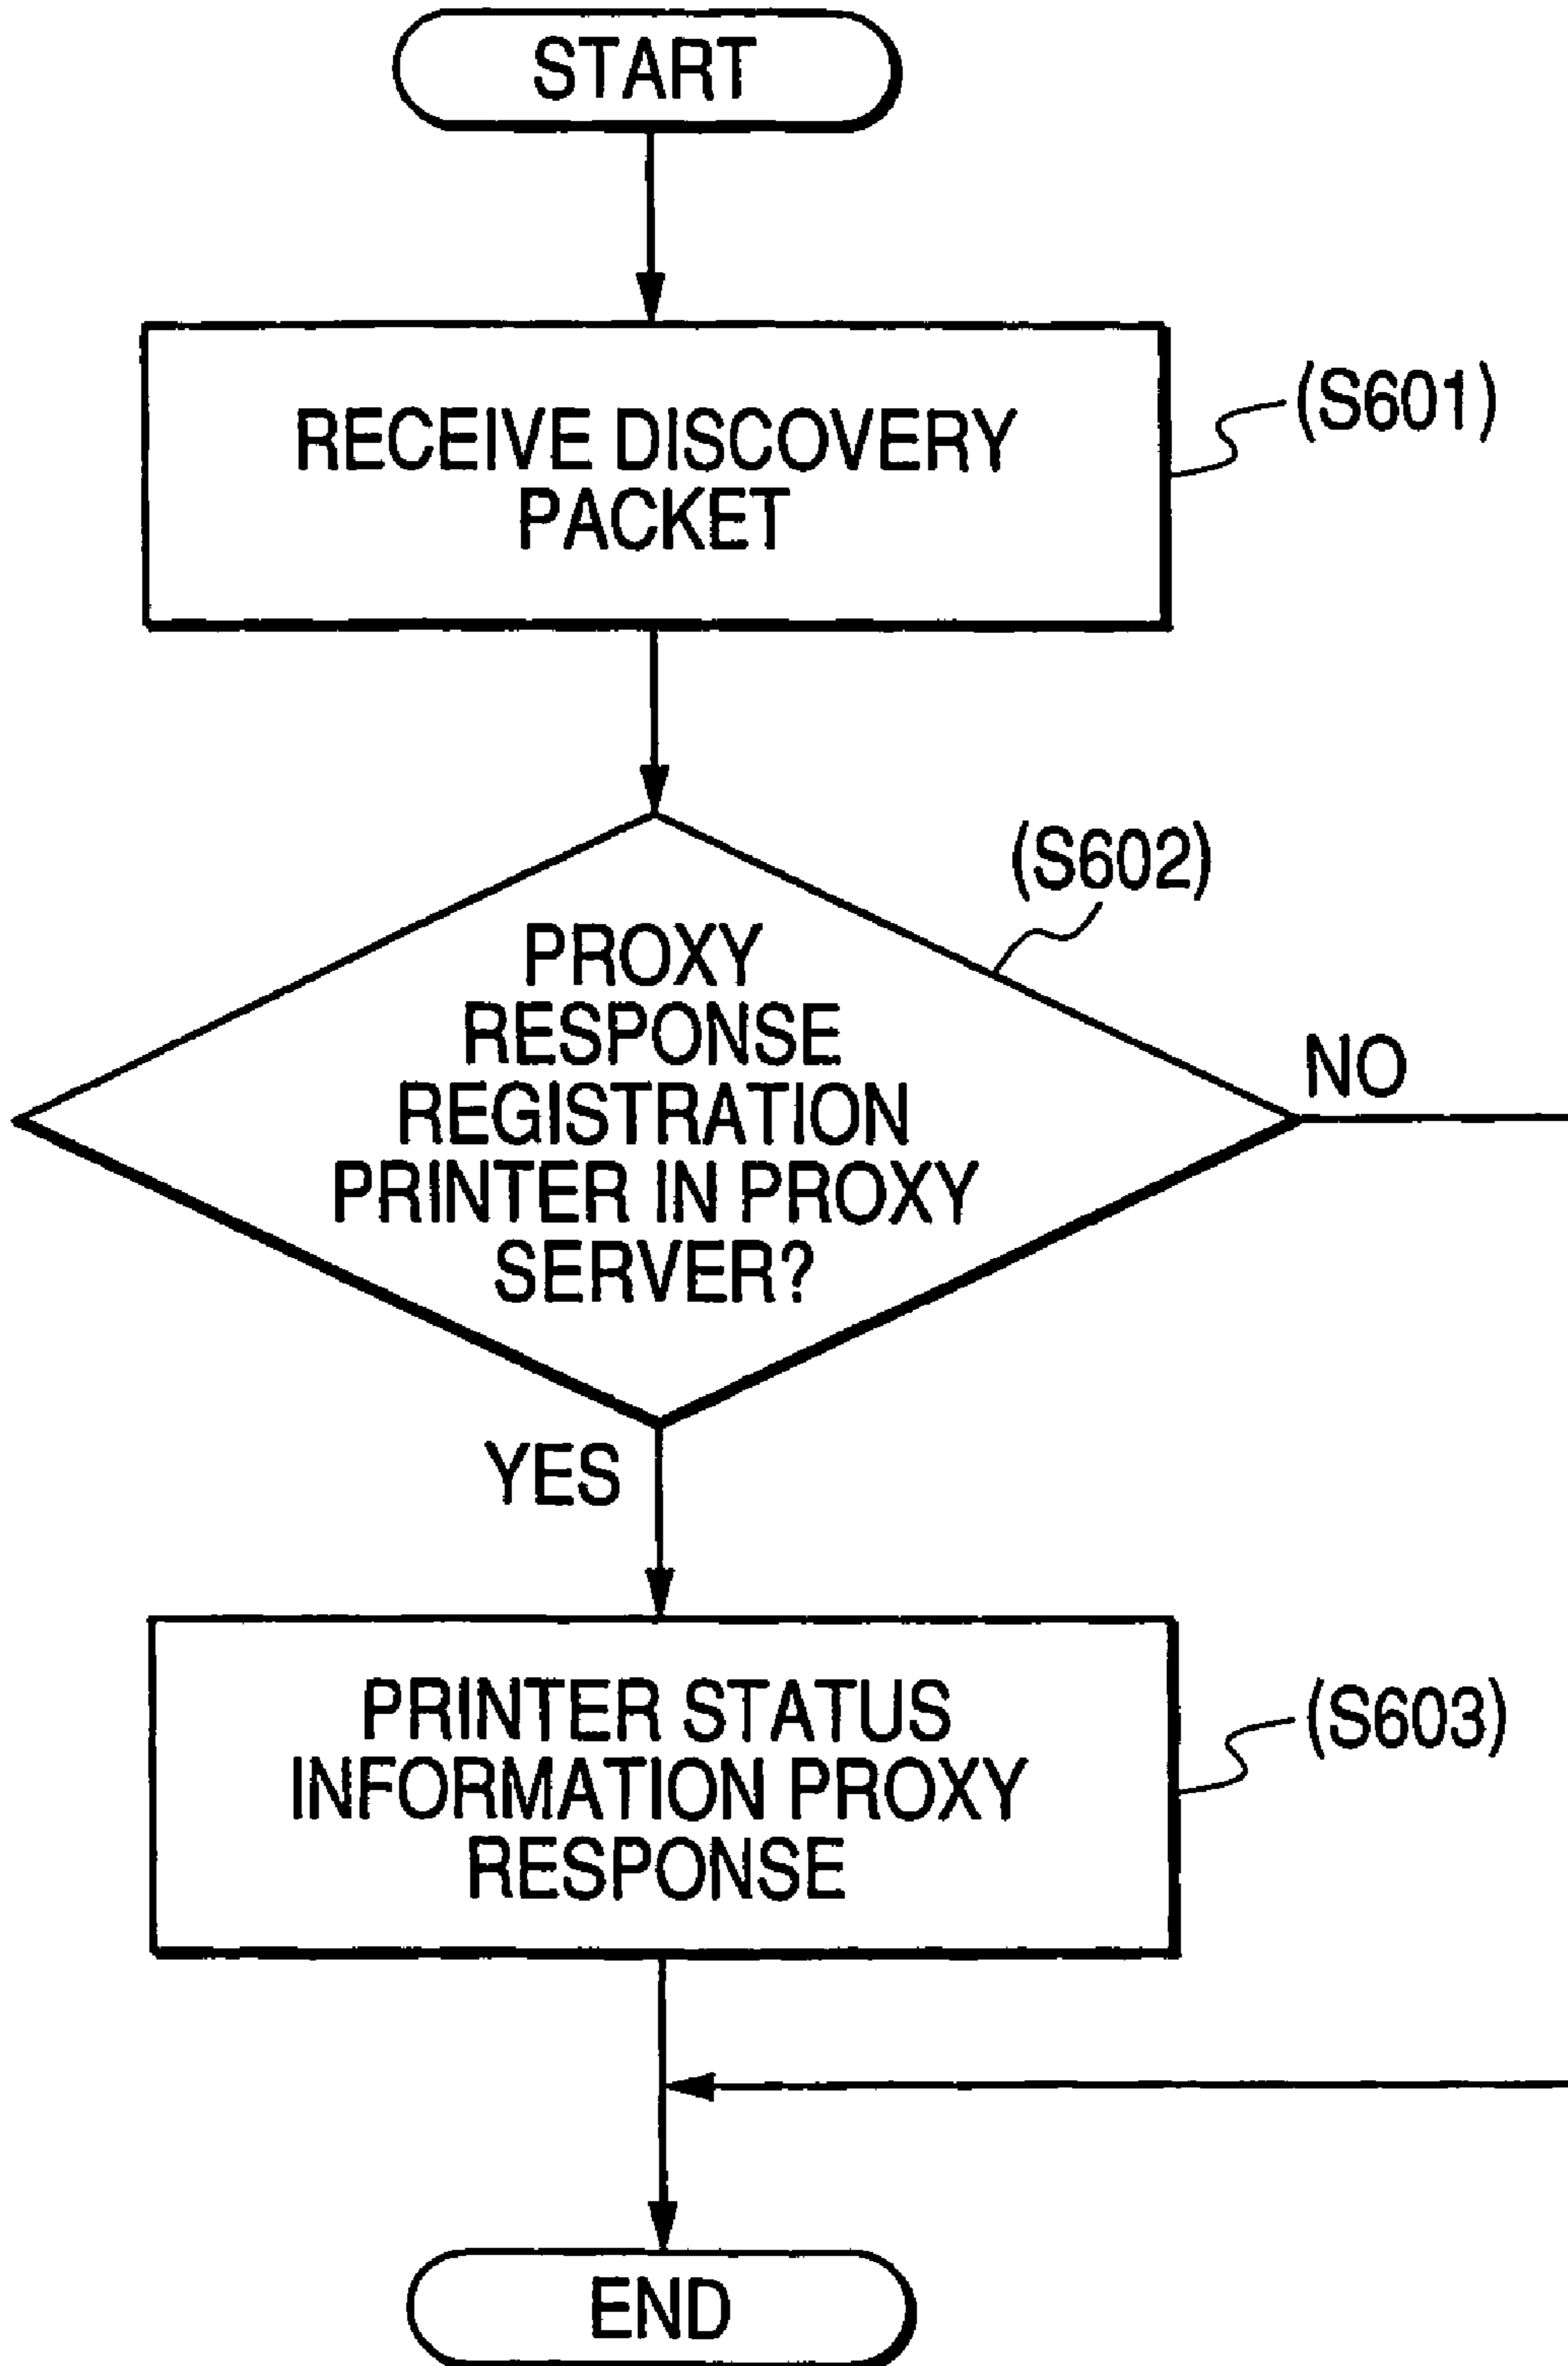 START
RECEIVE DISCOVERY
PACKET
(S601)
(S602)
PROXY
RESPONSE
REGISTRATION
PRINTER IN PROXY
SERVER?
NO
YES
PRINTER STATUS
INFORMATION PROXY
RESPONSE
(S603)
END